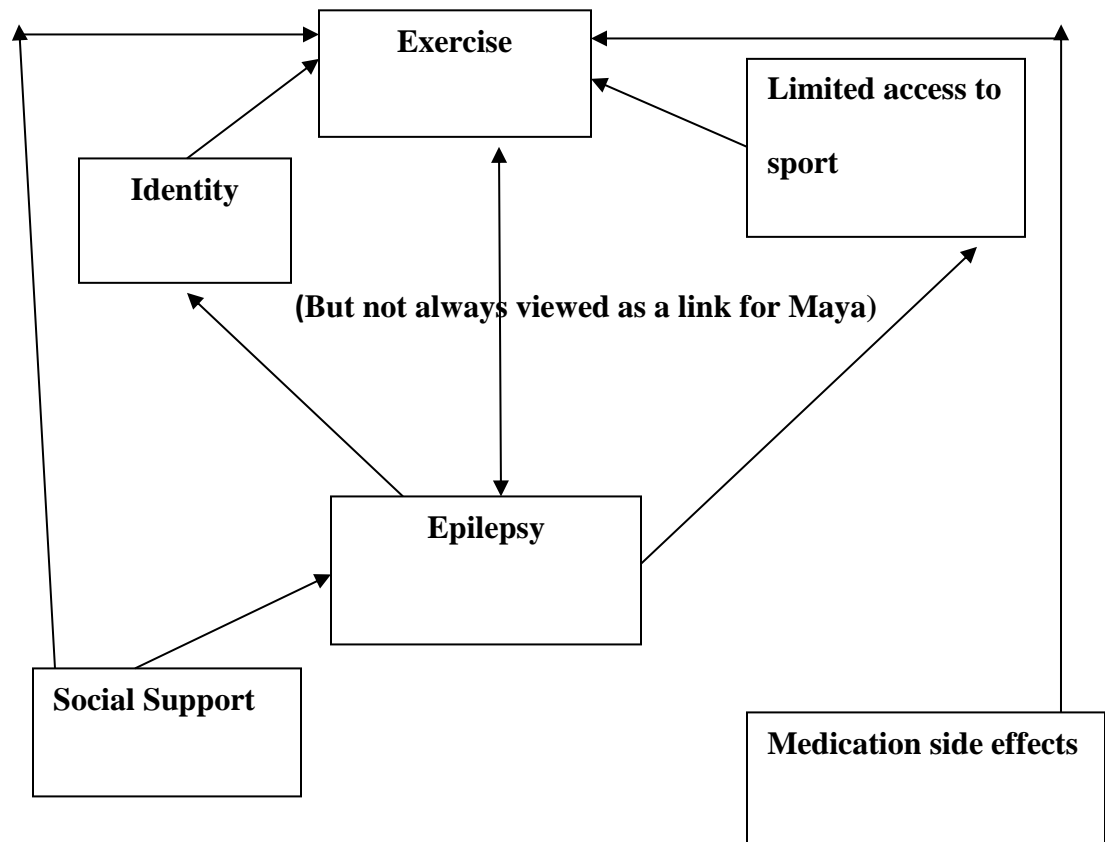 Exercise
Limited access to
sport
Identity
(But not always viewed as a link for Maya)
Epilepsy
Social Support
Medication side effects